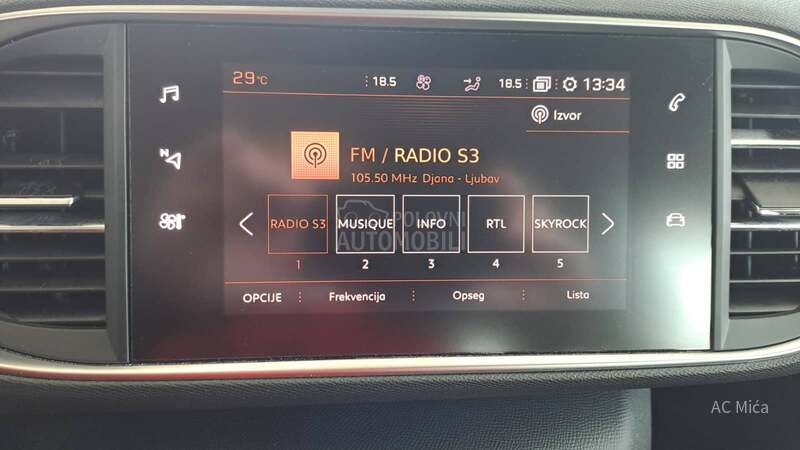 29°C 18.5 18.5 13:34
Izvor
FM / RADIO S3
105.50 MHz Djana - Ljubav
RADIO S3 MUSIQUE INFO RTL SKYROCK
1 2 3 4 5
POLOVNI
AUTOMOBILI
OPCIJE Frekvencija Opseg Lista
N
AC Mića